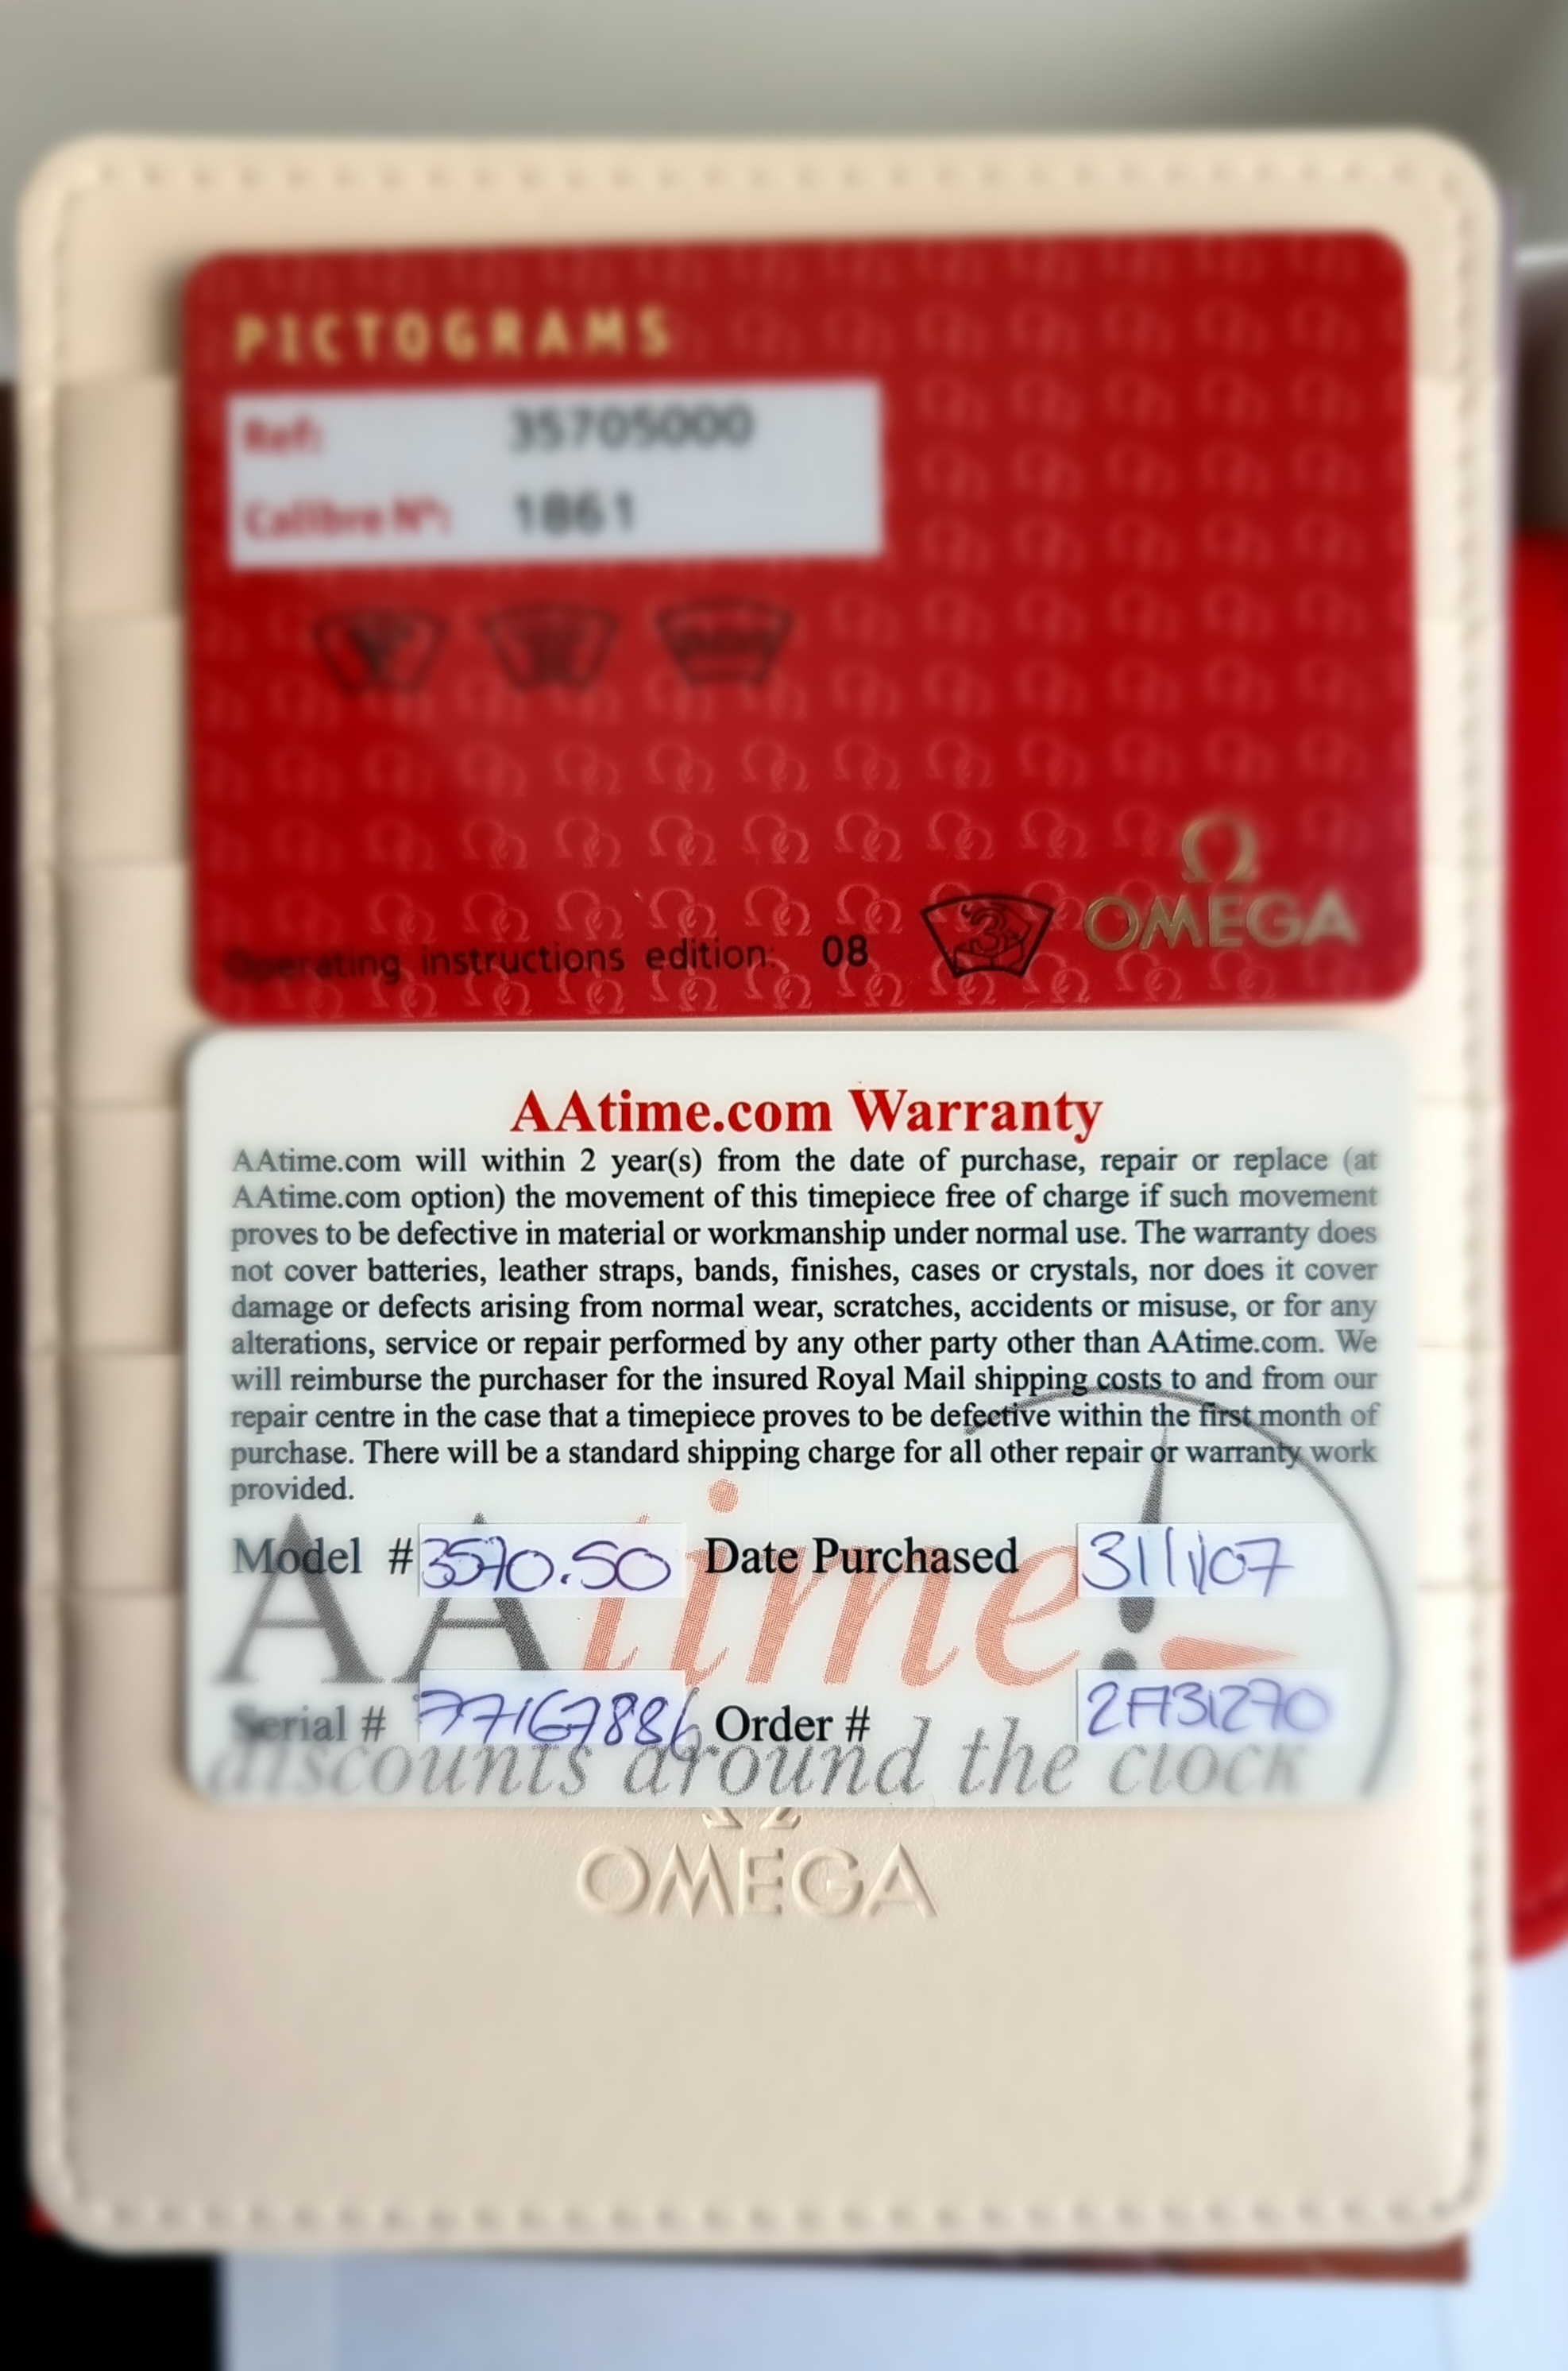 PICTOGRAMS
Ref: 35705000
Calibre Nº: 1861
Operating instructions edition: 08 3
Ω
OMEGA
AAtime.com Warranty
AAtime.com will within 2 year(s) from the date of purchase, repair or replace (at
AAtime.com option) the movement of this timepiece free of charge if such movement
proves to be defective in material or workmanship under normal use. The warranty does
not cover batteries, leather straps, bands, finishes, cases or crystals, nor does it cover
damage or defects arising from normal wear, scratches, accidents or misuse, or for any
alterations, service or repair performed by any other party other than AAtime.com. We
will reimburse the purchaser for the insured Royal Mail shipping costs to and from our
repair centre in the case that a timepiece proves to be defective within the first month of
purchase. There will be a standard shipping charge for all other repair or warranty work
provided.
Model # 3570.50 Date Purchased 31/1/07
AAtime!
Serial # 77167886 Order #
discounts around the clock
OMEGA